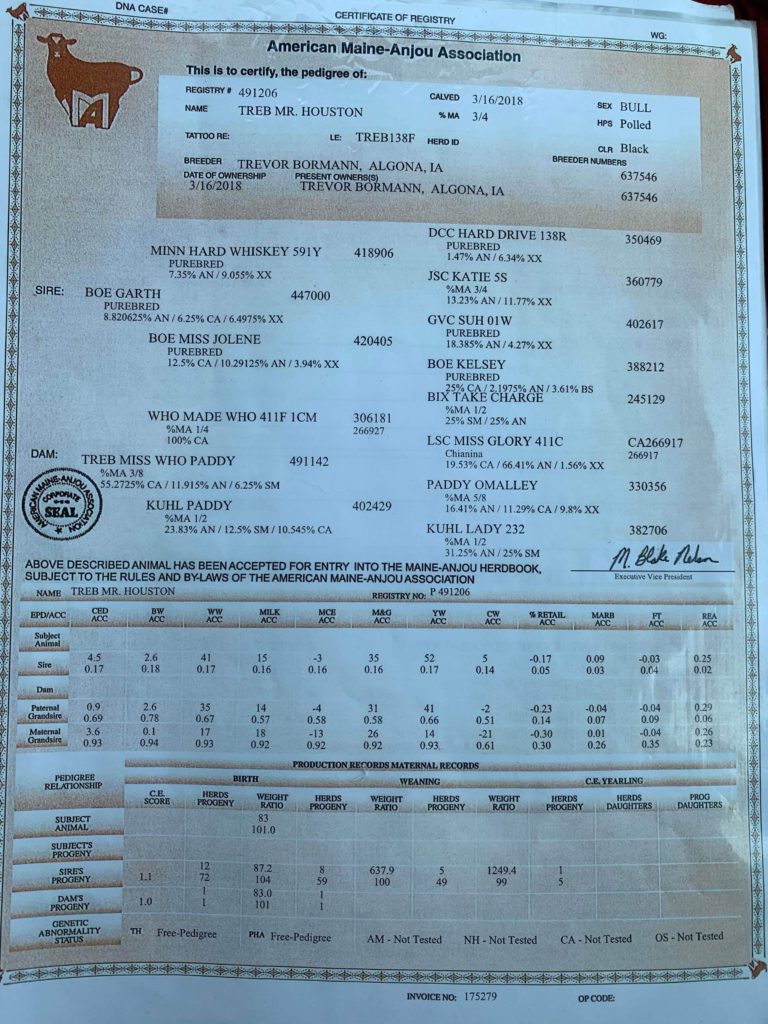 DNA CASE#
CERTIFICATE OF REGISTRY
WG:
American Maine-Anjou Association
This is to certify, the pedigree of:
REGISTRY # 491206
CALVED 3/16/2018
SEX BULL
NAME TREB MR. HOUSTON
% MA 3/4
HPS Polled
TATTOO RE:
LE: TREB138F
HERD ID
CLR Black
BREEDER TREVOR BORMANN, ALGONA, IA
BREEDER NUMBERS
637546
DATE OF OWNERSHIP PRESENT OWNERS(S)
3/16/2018 TREVOR BORMANN, ALGONA, IA 637546
DCC HARD DRIVE 138R 350469
PUREBRED
1.47% AN / 6.34% XX
MINN HARD WHISKEY 591Y 418906
PUREBRED
7.35% AN / 9.055% XX
JSC KATIE 5S 360779
%MA 3/4
13.23% AN / 11.77% XX
SIRE: BOE GARTH 447000
PUREBRED
8.820625% AN / 6.25% CA / 6.4975% XX
GVC SUH 01W 402617
PUREBRED
18.385% AN / 4.27% XX
BOE MISS JOLENE 420405
PUREBRED
12.5% CA / 10.29125% AN / 3.94% XX
BOE KELSEY 388212
PUREBRED
25% CA / 2.1975% AN / 3.61% BS
BIX TAKE CHARGE 245129
%MA 1/2
25% SM / 25% AN
WHO MADE WHO 411F 1CM 306181
%MA 1/4 266927
100% CA
LSC MISS GLORY 411C CA266917
Chianina 266917
19.53% CA / 66.41% AN / 1.56% XX
DAM: TREB MISS WHO PADDY 491142
%MA 3/8
55.2725% CA / 11.915% AN / 6.25% SM
PADDY OMALLEY 330356
%MA 5/8
16.41% AN / 11.29% CA / 9.8% XX
KUHL PADDY 402429
%MA 1/2
23.83% AN / 12.5% SM / 10.545% CA
KUHL LADY 232 382706
%MA 1/2
31.25% AN / 25% SM
AMERICAN MAINE-ANJOU ASSOCIATION
CORPORATE
SEAL
M. Blake Nelson
Executive Vice President
ABOVE DESCRIBED ANIMAL HAS BEEN ACCEPTED FOR ENTRY INTO THE MAINE-ANJOU HERDBOOK,
SUBJECT TO THE RULES AND BY-LAWS OF THE AMERICAN MAINE-ANJOU ASSOCIATION
NAME TREB MR. HOUSTON REGISTRY NO: P 491206
EPD/ACC CED BW WW MILK MCE M&G YW CW % RETAIL MARB FT REA
ACC ACC ACC ACC ACC ACC ACC ACC ACC ACC ACC ACC
Subject
Animal
Sire 4.5 2.6 41 15 -3 35 52 5 -0.17 0.09 -0.03 0.25
0.17 0.18 0.17 0.16 0.16 0.16 0.17 0.14 0.05 0.03 0.04 0.02
Dam
Paternal 0.9 2.6 35 14 -4 31 41 -2 -0.23 -0.04 -0.04 0.29
Grandsire 0.69 0.78 0.67 0.57 0.58 0.58 0.66 0.51 0.14 0.07 0.09 0.06
Maternal 3.6 0.1 17 18 -13 26 14 -21 -0.30 0.01 -0.04 0.26
Grandsire 0.93 0.94 0.93 0.92 0.92 0.92 0.93 0.61 0.30 0.26 0.35 0.23
PRODUCTION RECORDS MATERNAL RECORDS
PEDIGREE
RELATIONSHIP
BIRTH WEANING C.E. YEARLING
C.E. HERDS WEIGHT HERDS WEIGHT HERDS WEIGHT HERDS HERDS PROG
SCORE PROGENY RATIO PROGENY RATIO PROGENY RATIO PROGENY DAUGHTERS DAUGHTERS
SUBJECT 83
ANIMAL 101.0
SUBJECT'S
PROGENY
SIRE'S 12 87.2 8 637.9 5 1249.4 1
PROGENY 1.1 72 104 59 100 49 99 5
DAM'S 1 83.0 1
PROGENY 1.0 1 101 1
GENETIC
ABNORMALITY
STATUS
TH Free-Pedigree PHA Free-Pedigree AM - Not Tested NH - Not Tested CA - Not Tested OS - Not Tested
INVOICE NO: 175279 OP CODE: